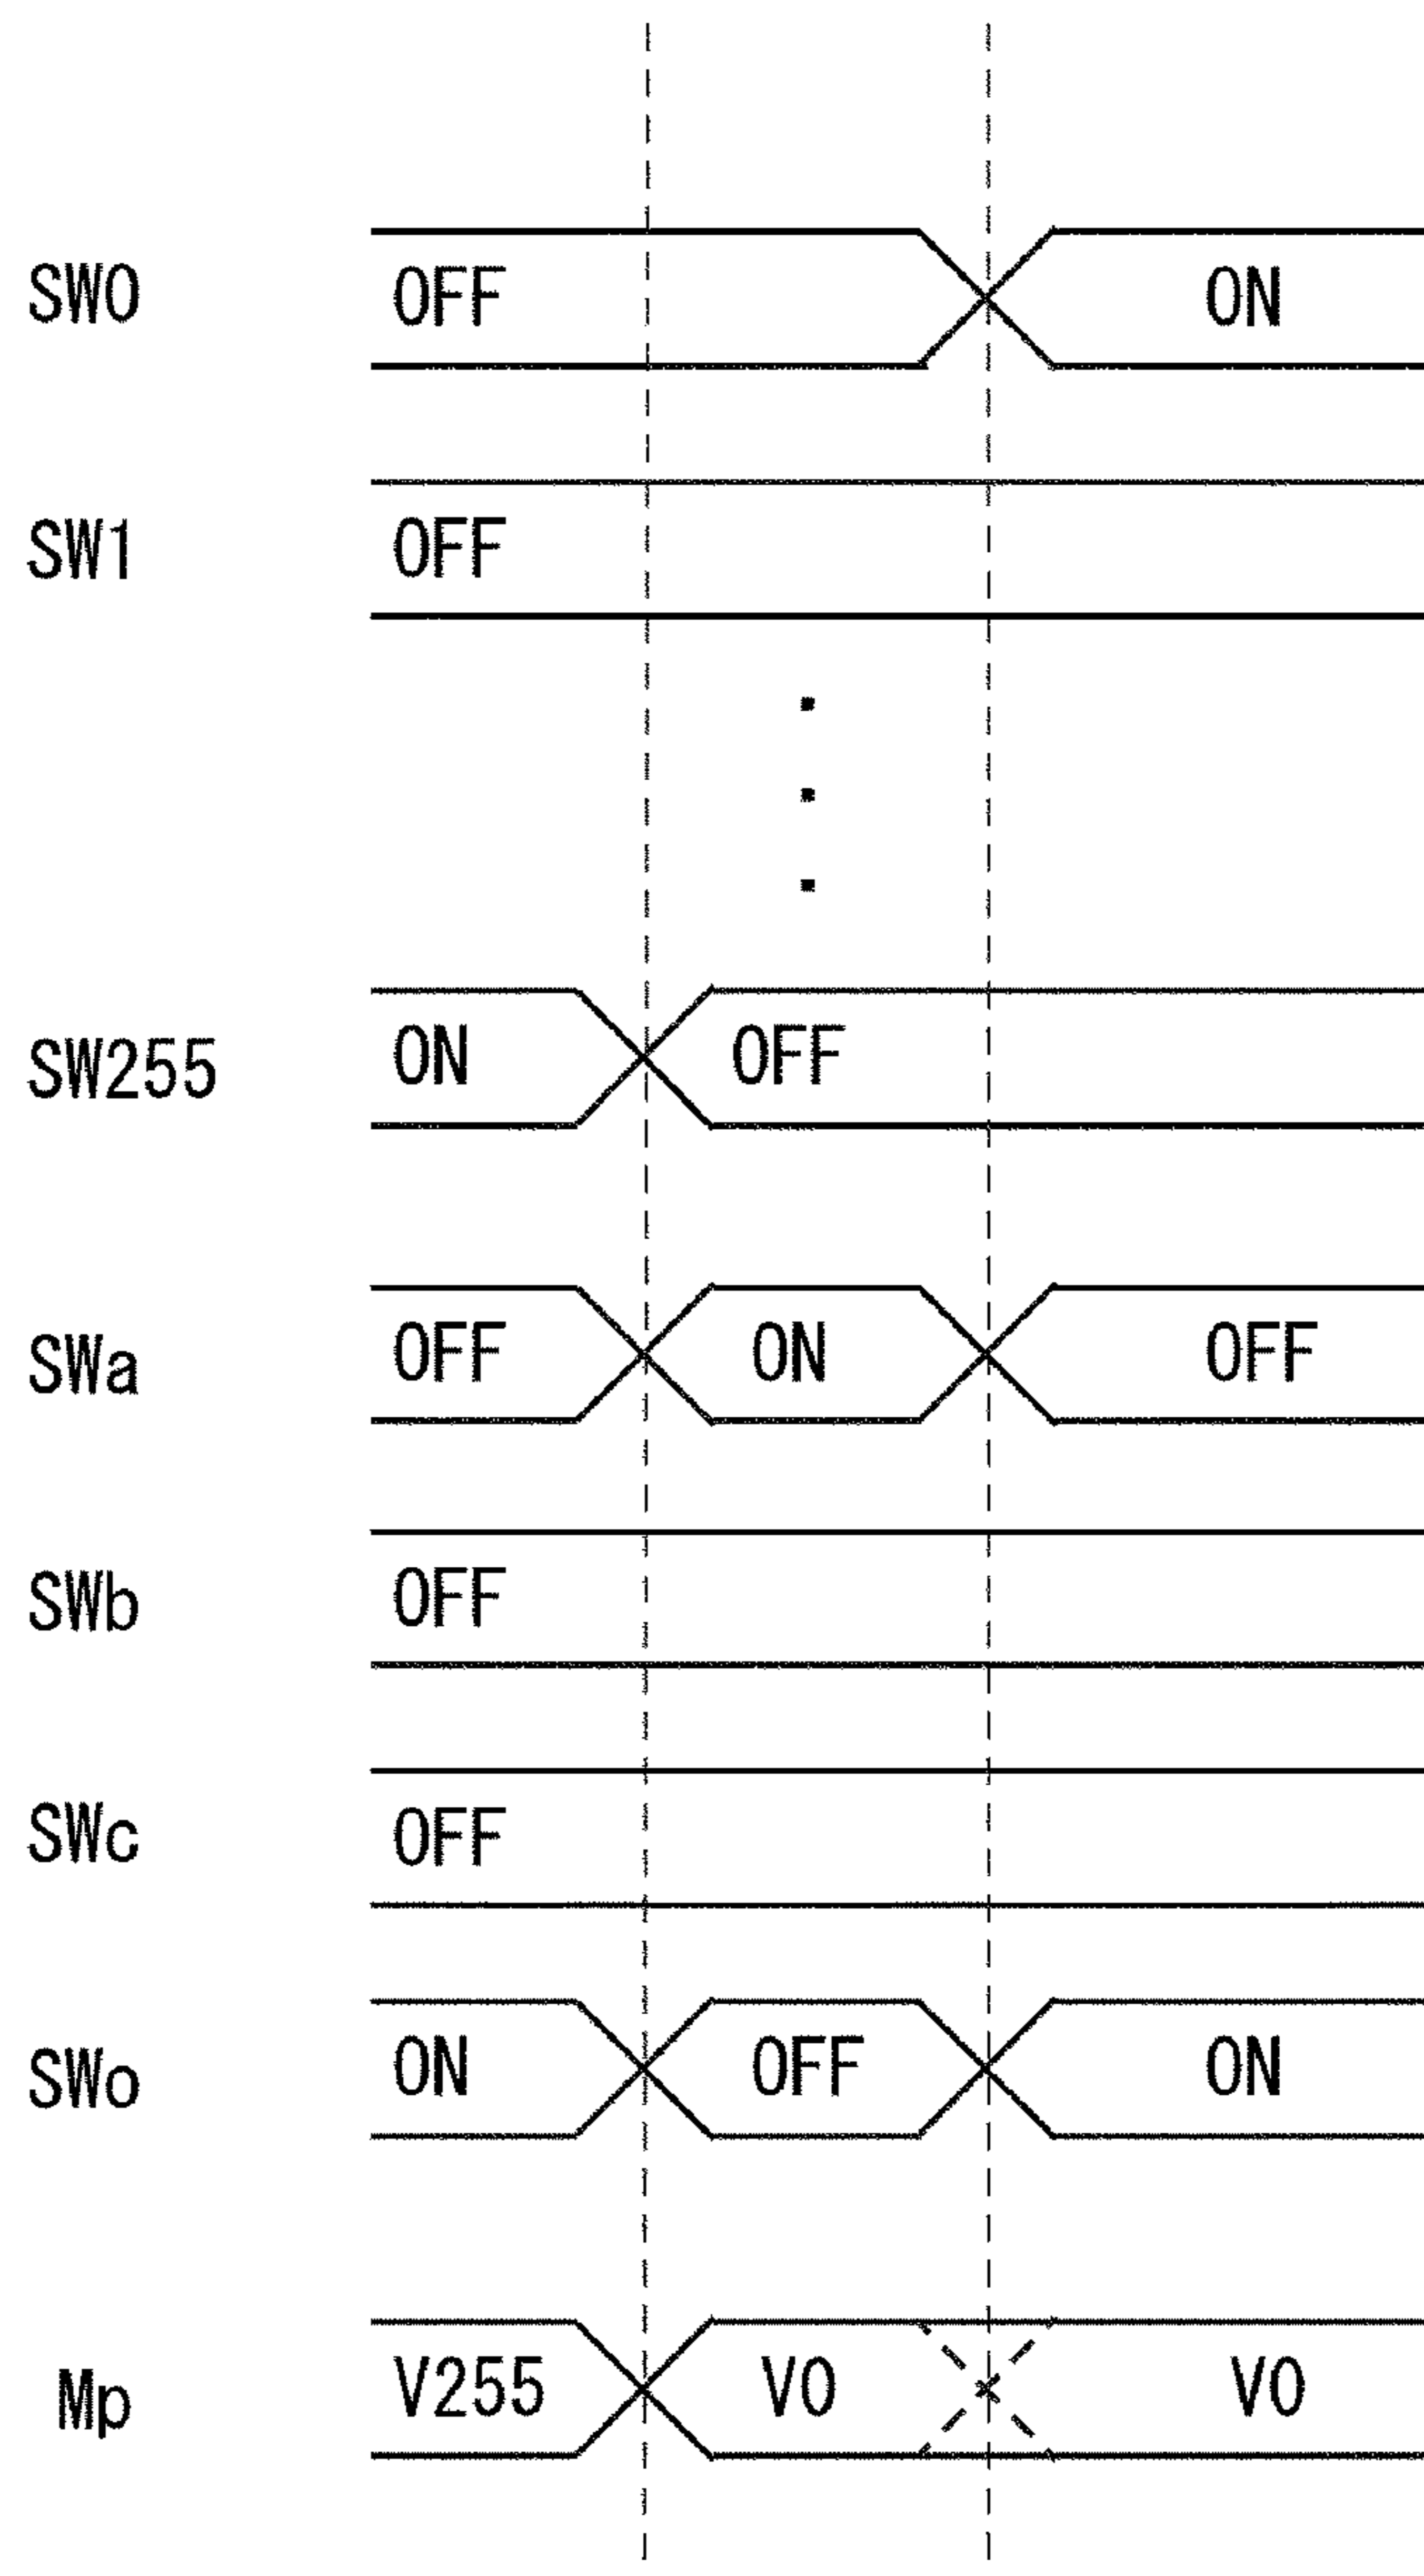 SW0 OFF ON
SW1 OFF
SW255 ON OFF
SWa OFF ON OFF
SWb OFF
SWc OFF
SWo ON OFF ON
Mp V255 V0 V0